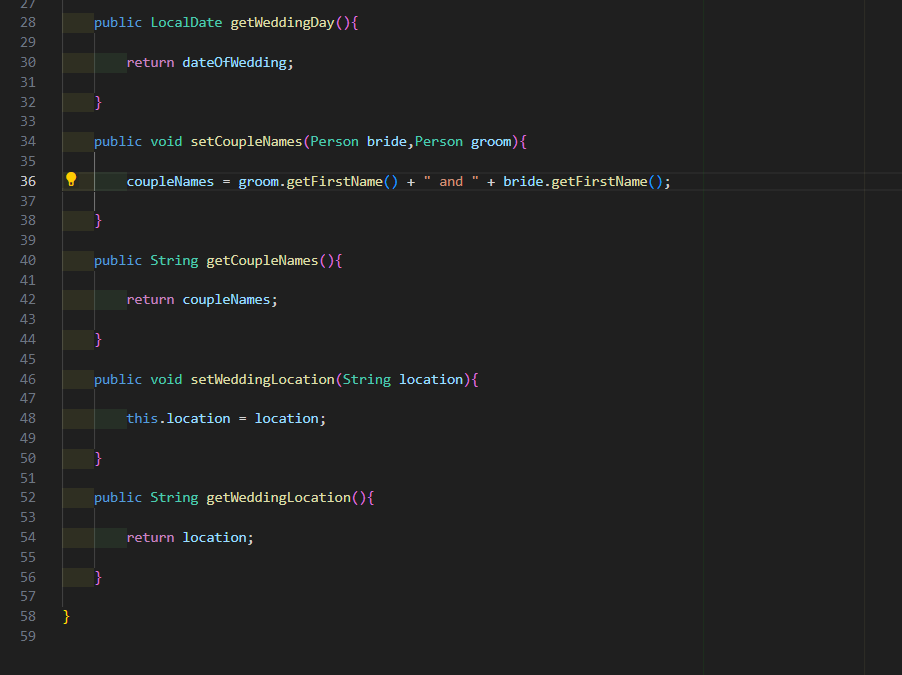 27
28 public LocalDate getWeddingDay(){
29
30 return dateOfWedding;
31
32 }
33
34 public void setCoupleNames(Person bride,Person groom){
35
36 coupleNames = groom.getFirstName() + " and " + bride.getFirstName();
37
38 }
39
40 public String getCoupleNames(){
41
42 return coupleNames;
43
44 }
45
46 public void setWeddingLocation(String location){
47
48 this.location = location;
49
50 }
51
52 public String getWeddingLocation(){
53
54 return location;
55
56 }
57
58 }
59